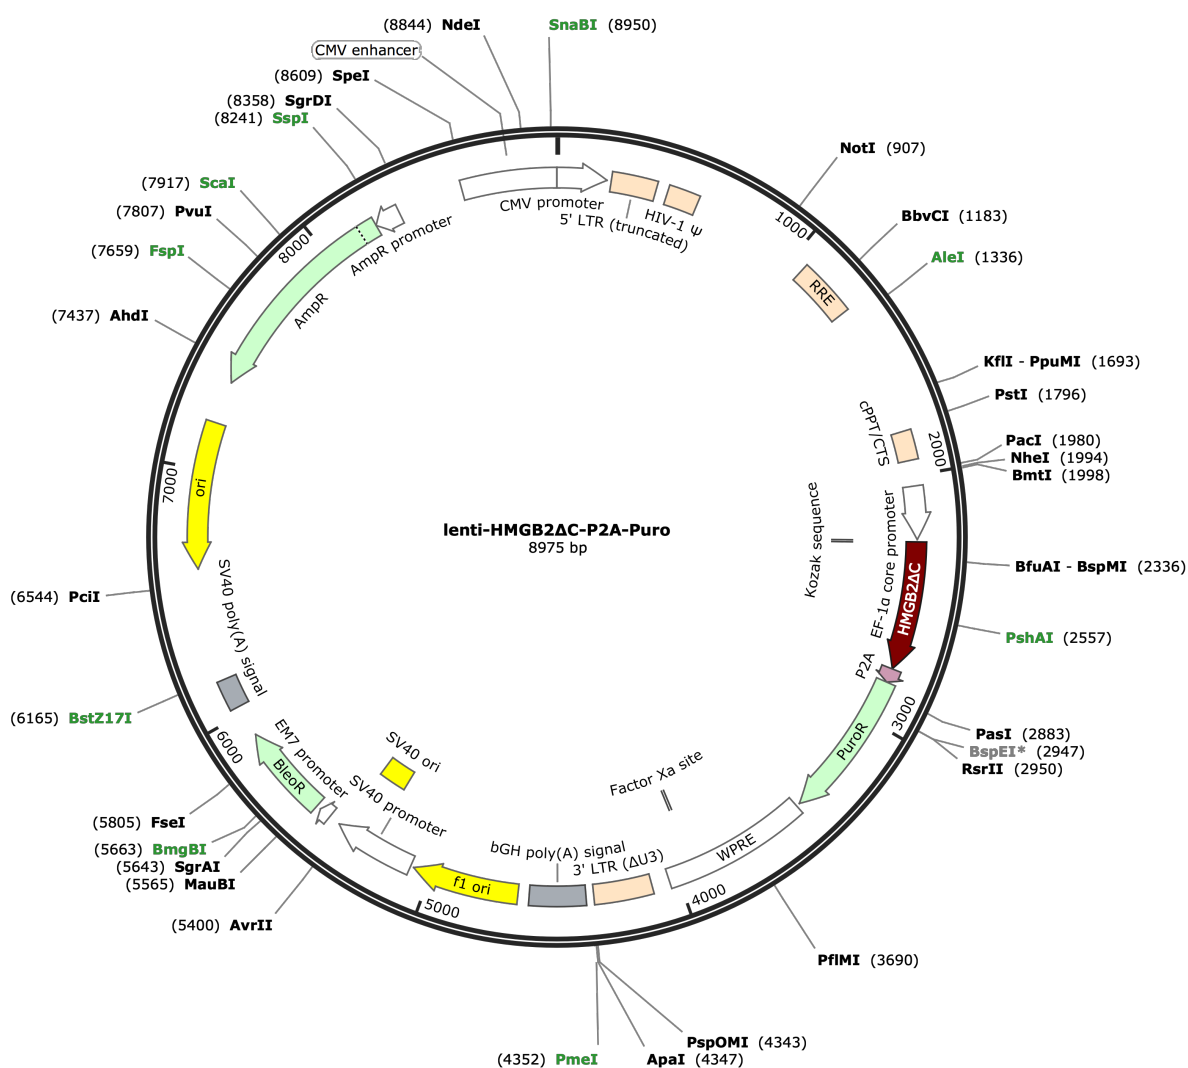 (8844) NdeI
SnaBI (8950)
CMV enhancer
(8609) SpeI
(8358) SgrDI
(8241) SspI
NotI (907)
(7917) ScaI
(7807) PvuI
BbvCI (1183)
(7659) FspI
AleI (1336)
(7437) AhdI
KflI - PpuMI (1693)
PstI (1796)
PacI (1980)
NheI (1994)
BmtI (1998)
BfuAI - BspMI (2336)
(6544) PciI
PshAI (2557)
(6165) BstZ17I
PasI (2883)
BspEI* (2947)
RsrII (2950)
(5805) FseI
(5663) BmgBI
(5643) SgrAI
(5565) MauBI
(5400) AvrII
PflMI (3690)
PspOMI (4343)
(4352) PmeI
ApaI (4347)
1000
2000
3000
4000
5000
6000
7000
8000
CMV promoter
5' LTR (truncated)
HIV-1 Ψ
RRE
cPPT/CTS
EF-1α core promoter
Kozak sequence
HMGB2ΔC
P2A
PuroR
Factor Xa site
WPRE
3' LTR (ΔU3)
bGH poly(A) signal
f1 ori
SV40 promoter
SV40 ori
EM7 promoter
BleoR
SV40 poly(A) signal
ori
AmpR
AmpR promoter
lenti-HMGB2ΔC-P2A-Puro
8975 bp